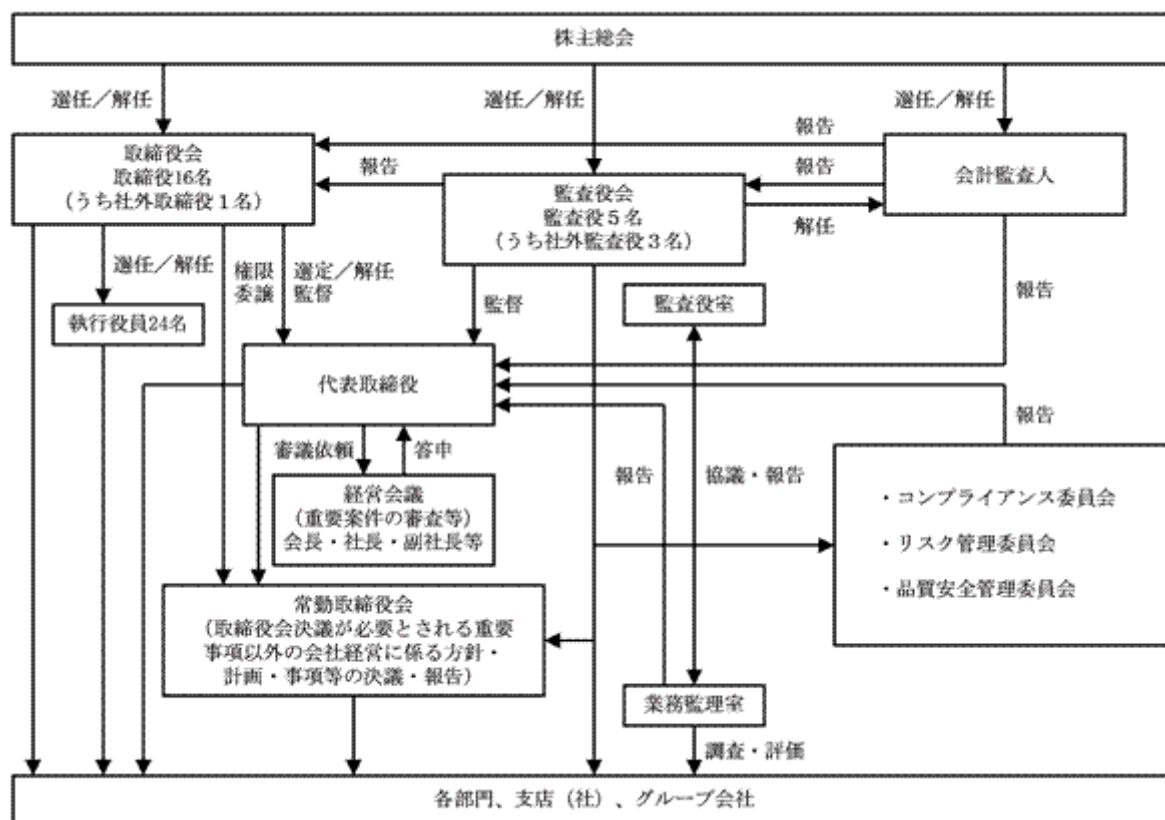 株主総会
選任／解任
選任／解任
選任／解任
報告
取締役会
取締役16名
（うち社外取締役１名）
報告
報告
会計監査人
監査役会
監査役５名
（うち社外監査役３名）
解任
選任／解任
権限
委譲
選定／解任
監督
監督
監査役室
報告
執行役員24名
代表取締役
審議依頼
答申
報告
協議・報告
報告
経営会議
（重要案件の審査等）
会長・社長・副社長等
・コンプライアンス委員会
・リスク管理委員会
・品質安全管理委員会
常勤取締役会
（取締役会決議が必要とされる重要
事項以外の会社経営に係る方針・
計画・事項等の決議・報告）
業務監理室
調査・評価
各部門、支店（社）、グループ会社